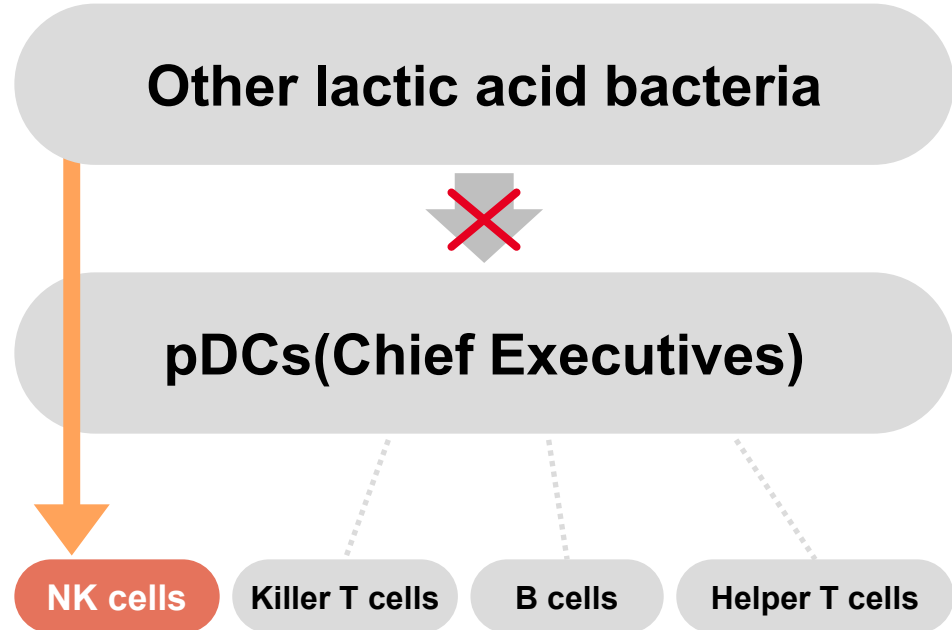 Other lactic acid bacteria
pDCs(Chief Executives)
NK cells
Killer T cells
B cells
Helper T cells